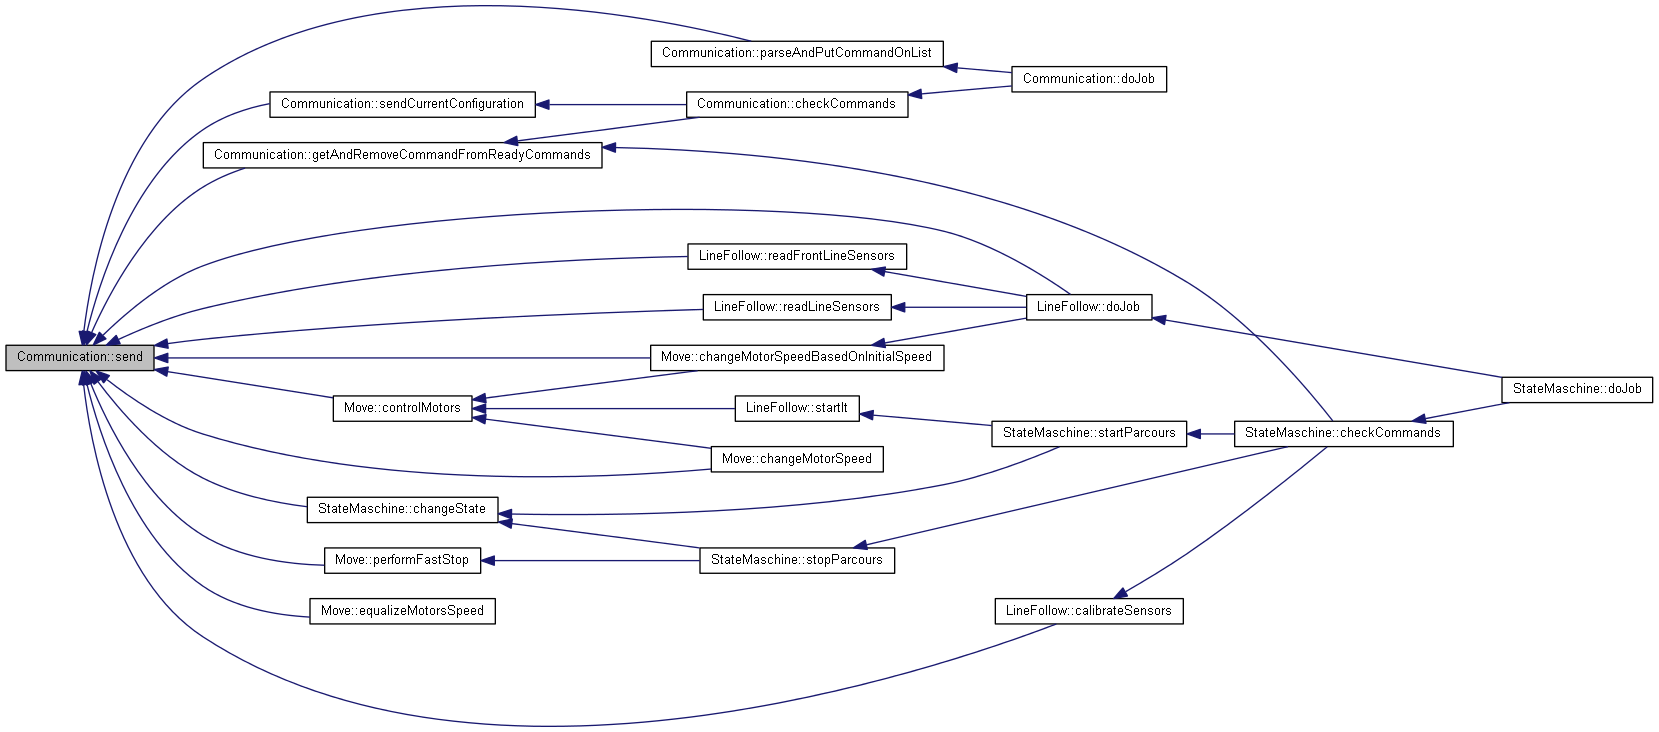 Communication::parseAndPutCommandOnList
Communication::doJob
Communication::sendCurrentConfiguration
Communication::checkCommands
Communication::getAndRemoveCommandFromReadyCommands
LineFollow::readFrontLineSensors
LineFollow::readLineSensors
LineFollow::doJob
Communication::send
Move::changeMotorSpeedBasedOnInitialSpeed
StateMaschine::doJob
Move::controlMotors
LineFollow::startIt
StateMaschine::startParcours
StateMaschine::checkCommands
Move::changeMotorSpeed
StateMaschine::changeState
Move::performFastStop
StateMaschine::stopParcours
Move::equalizeMotorsSpeed
LineFollow::calibrateSensors